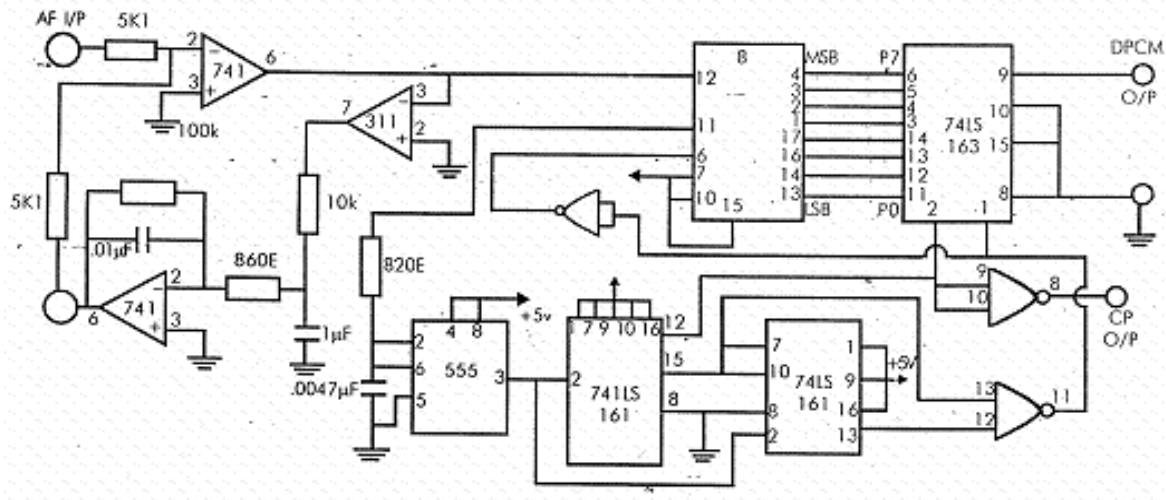 AF I/P
5K1
2
741
6
3
100k
7
3
311
2
5K1
10k
.01µF
860E
820E
2
741
6
3
1µF
.0047µF
4 8
+5v
2
6
5
555
3
8
12
11
6
7
10
15
4
3
2
1
17
16
14
13
MSB
LSB
P7
P0
6
5
4
3
14
13
12
11
74LS
163
9
10
15
8
2
1
DPCM
O/P
1 7 9 10 16
12
15
8
2
741LS
161
7
10
8
2
74LS
161
1
9
16
13
+5V
9
10
8
CP
O/P
13
12
11